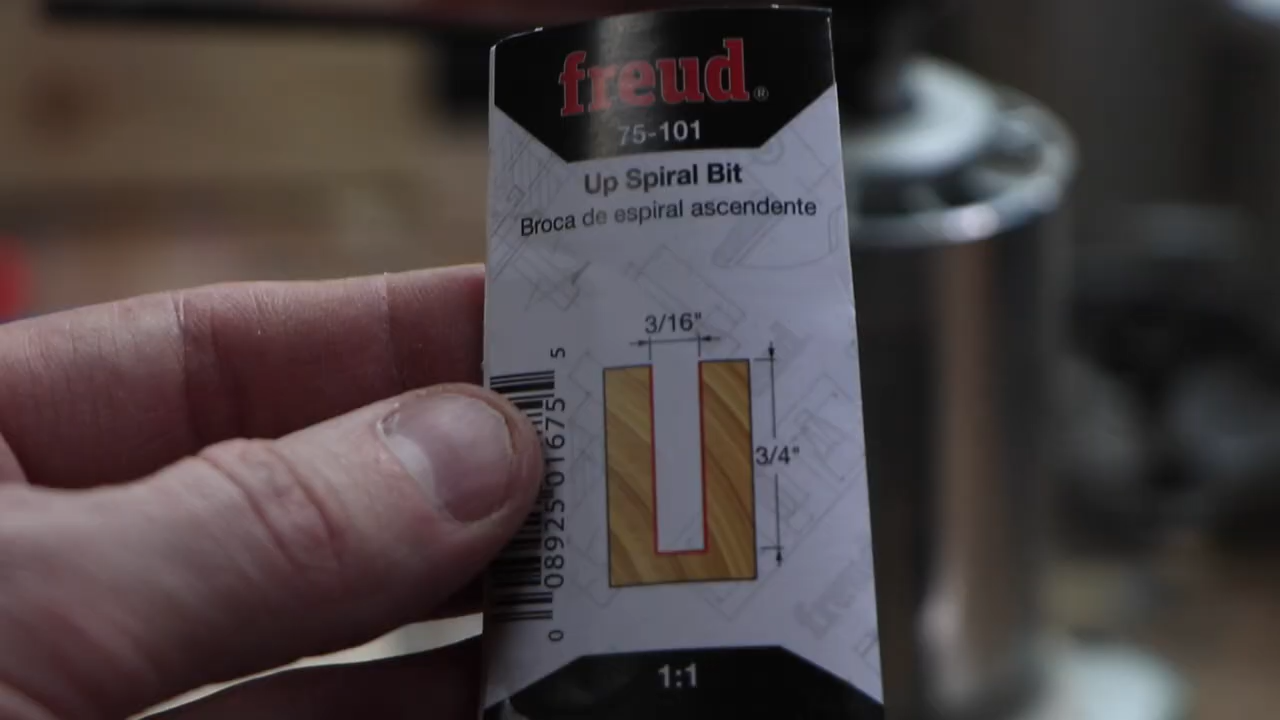 freud®
75-101
Up Spiral Bit
Broca de espiral ascendente
3/16"
3/4"
0 08925 01675 5
1:1